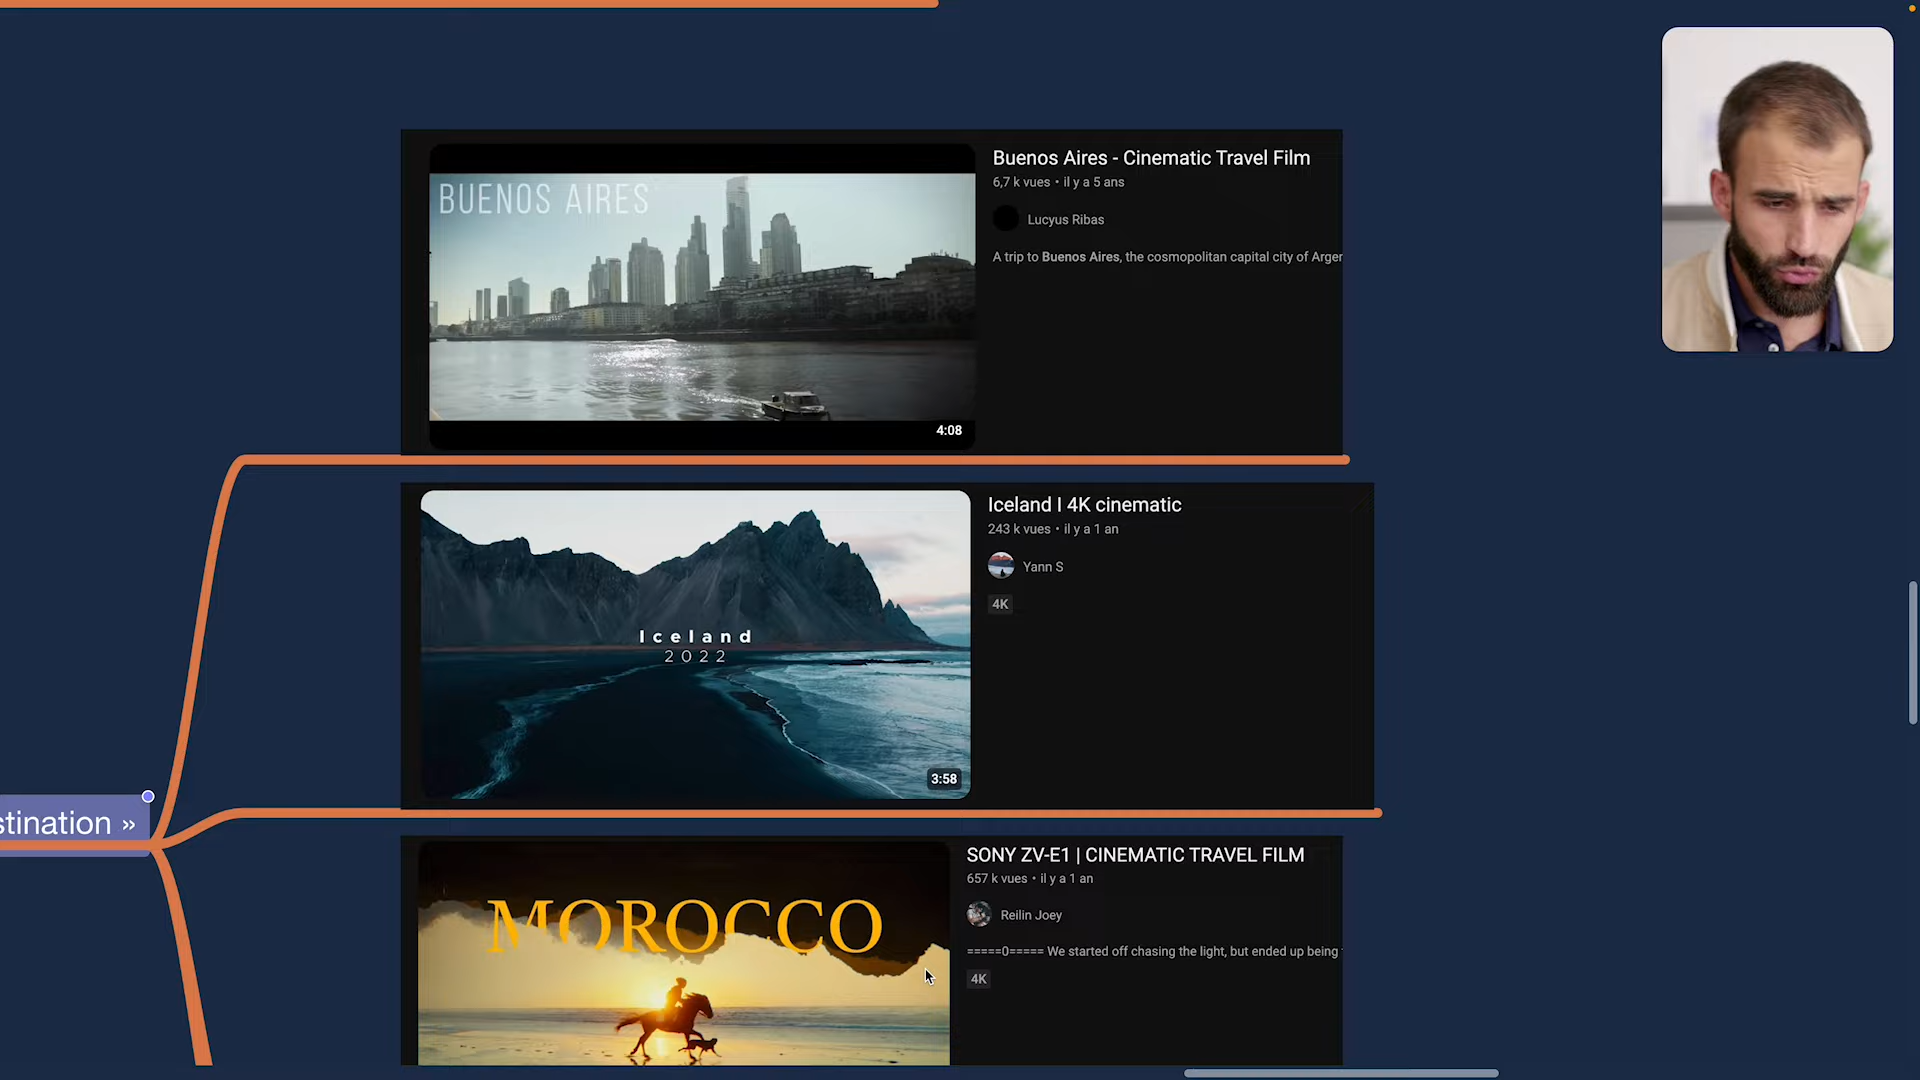 BUENOS AIRES
4:08
Buenos Aires - Cinematic Travel Film
6,7 k vues • il y a 5 ans
Lucyus Ribas
A trip to Buenos Aires, the cosmopolitan capital city of Arger
Iceland
2022
3:58
Iceland I 4K cinematic
243 k vues • il y a 1 an
Yann S
4K
stination »
MOROCCO
SONY ZV-E1 | CINEMATIC TRAVEL FILM
657 k vues • il y a 1 an
Reilin Joey
=====0===== We started off chasing the light, but ended up being
4K